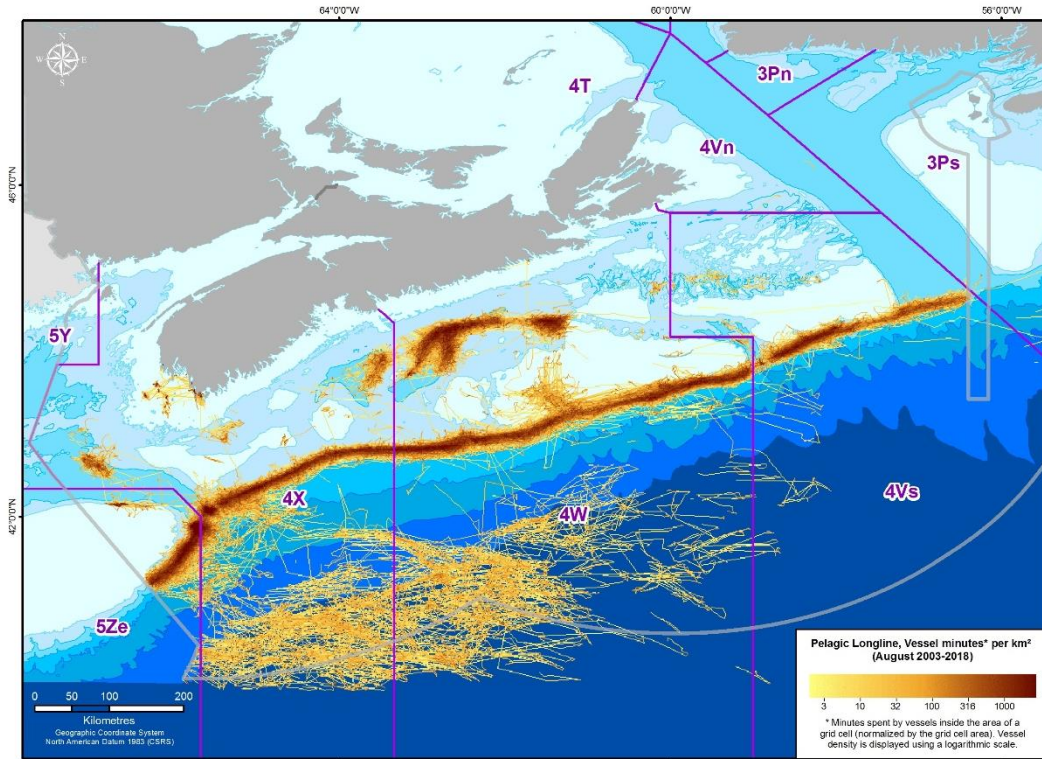 64°0'0"W
60°0'0"W
56°0'0"W
N
W
E
S
4T
3Pn
4Vn
3Ps
46°0'0"N
5Y
4X
4W
4Vs
42°0'0"N
5Ze
0 50 100 200
Kilometres
Geographic Coordinate System
North American Datum 1983 (CSRS)
Pelagic Longline, Vessel minutes* per km²
(August 2003-2018)
3 10 32 100 316 1000
* Minutes spent by vessels inside the area of a
grid cell (normalized by the grid cell area). Vessel
density is displayed using a logarithmic scale.